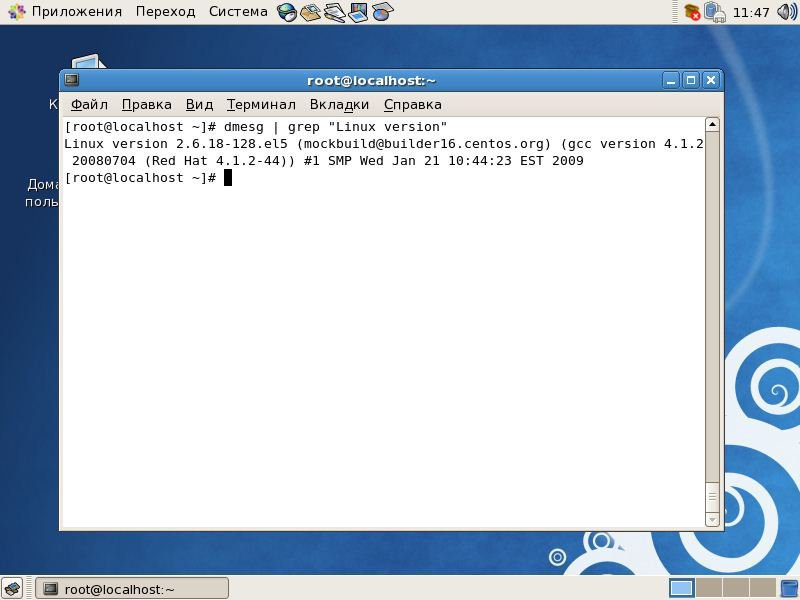 Приложения Переход Система 11:47
root@localhost:~
Файл Правка Вид Терминал Вкладки Справка
[root@localhost ~]# dmesg | grep "Linux version"
Linux version 2.6.18-128.el5 (mockbuild@builder16.centos.org) (gcc version 4.1.2
20080704 (Red Hat 4.1.2-44)) #1 SMP Wed Jan 21 10:44:23 EST 2009
[root@localhost ~]#
root@localhost:~